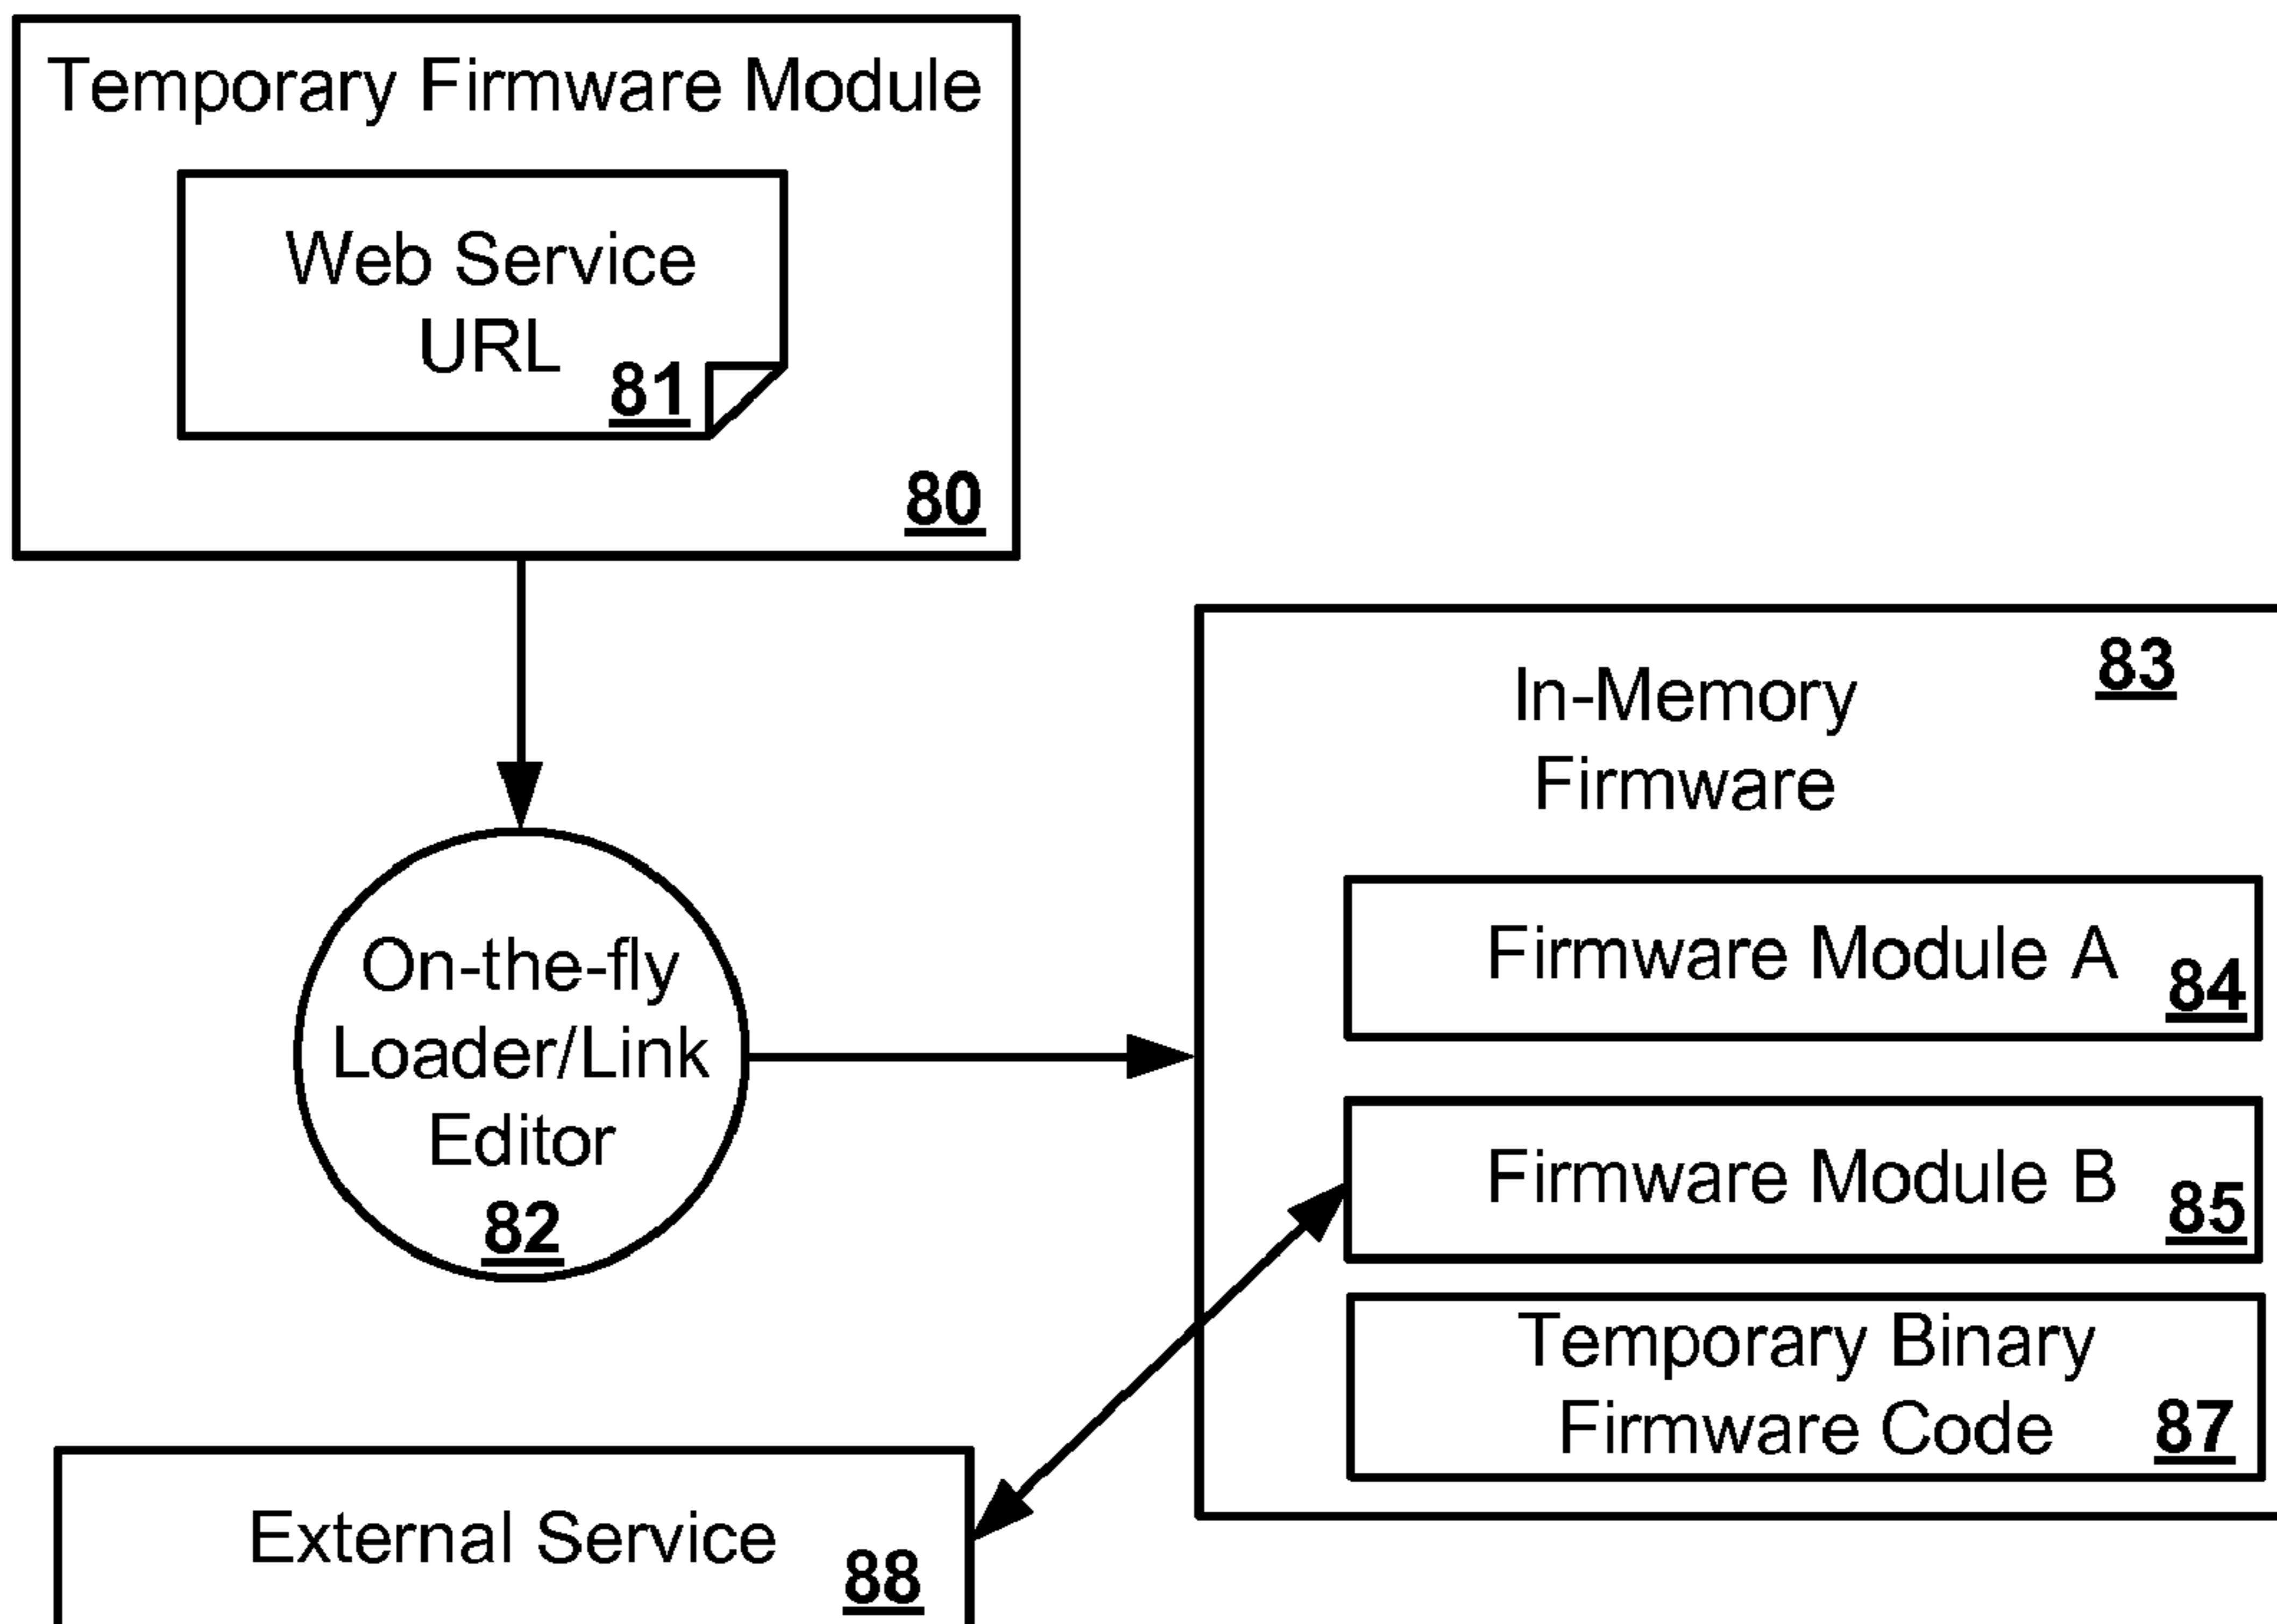 Temporary Firmware Module
Web Service
URL
81
80
83
In-Memory
Firmware
On-the-fly
Loader/Link
Editor
82
Firmware Module A
84
Firmware Module B
85
Temporary Binary
Firmware Code
87
External Service
88